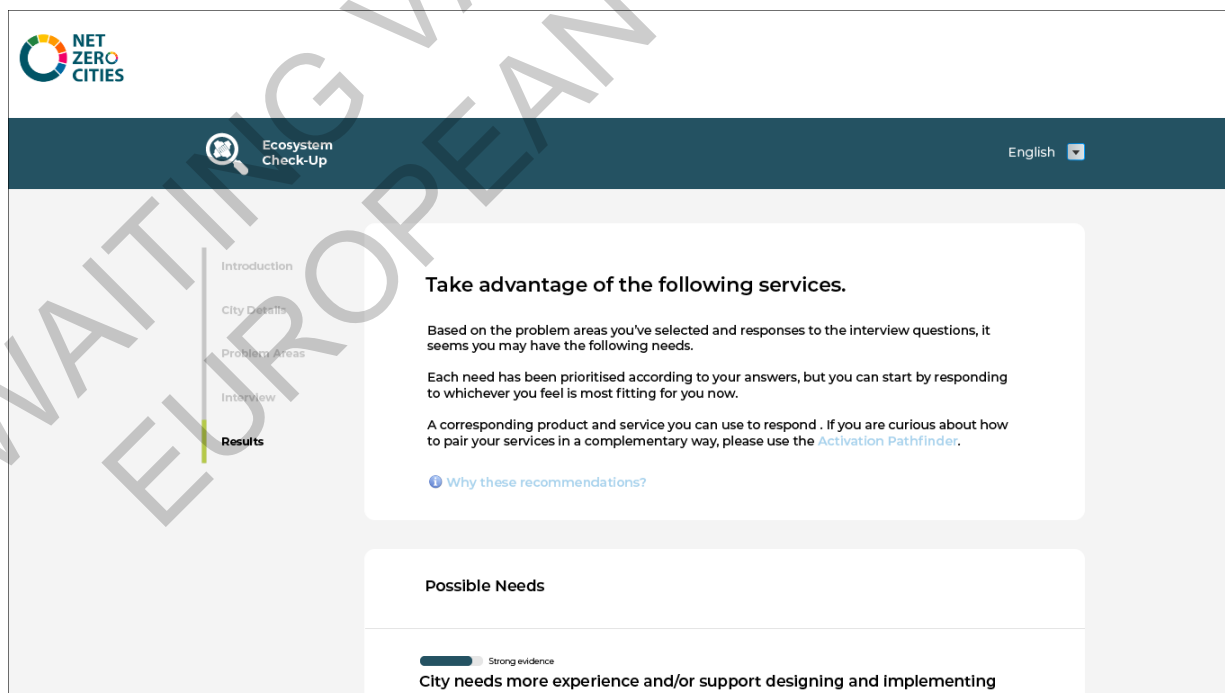 NET
ZERO
CITIES
Ecosystem
Check-Up
English
Introduction
City Details
Problem Areas
Interview
Results
Take advantage of the following services.
Based on the problem areas you've selected and responses to the interview questions, it
seems you may have the following needs.
Each need has been prioritised according to your answers, but you can start by responding
to whichever you feel is most fitting for you now.
A corresponding product and service you can use to respond . If you are curious about how
to pair your services in a complementary way, please use the Activation Pathfinder.
Why these recommendations?
Possible Needs
Strong evidence
City needs more experience and/or support designing and implementing
WAITING VA
EUROPEAN